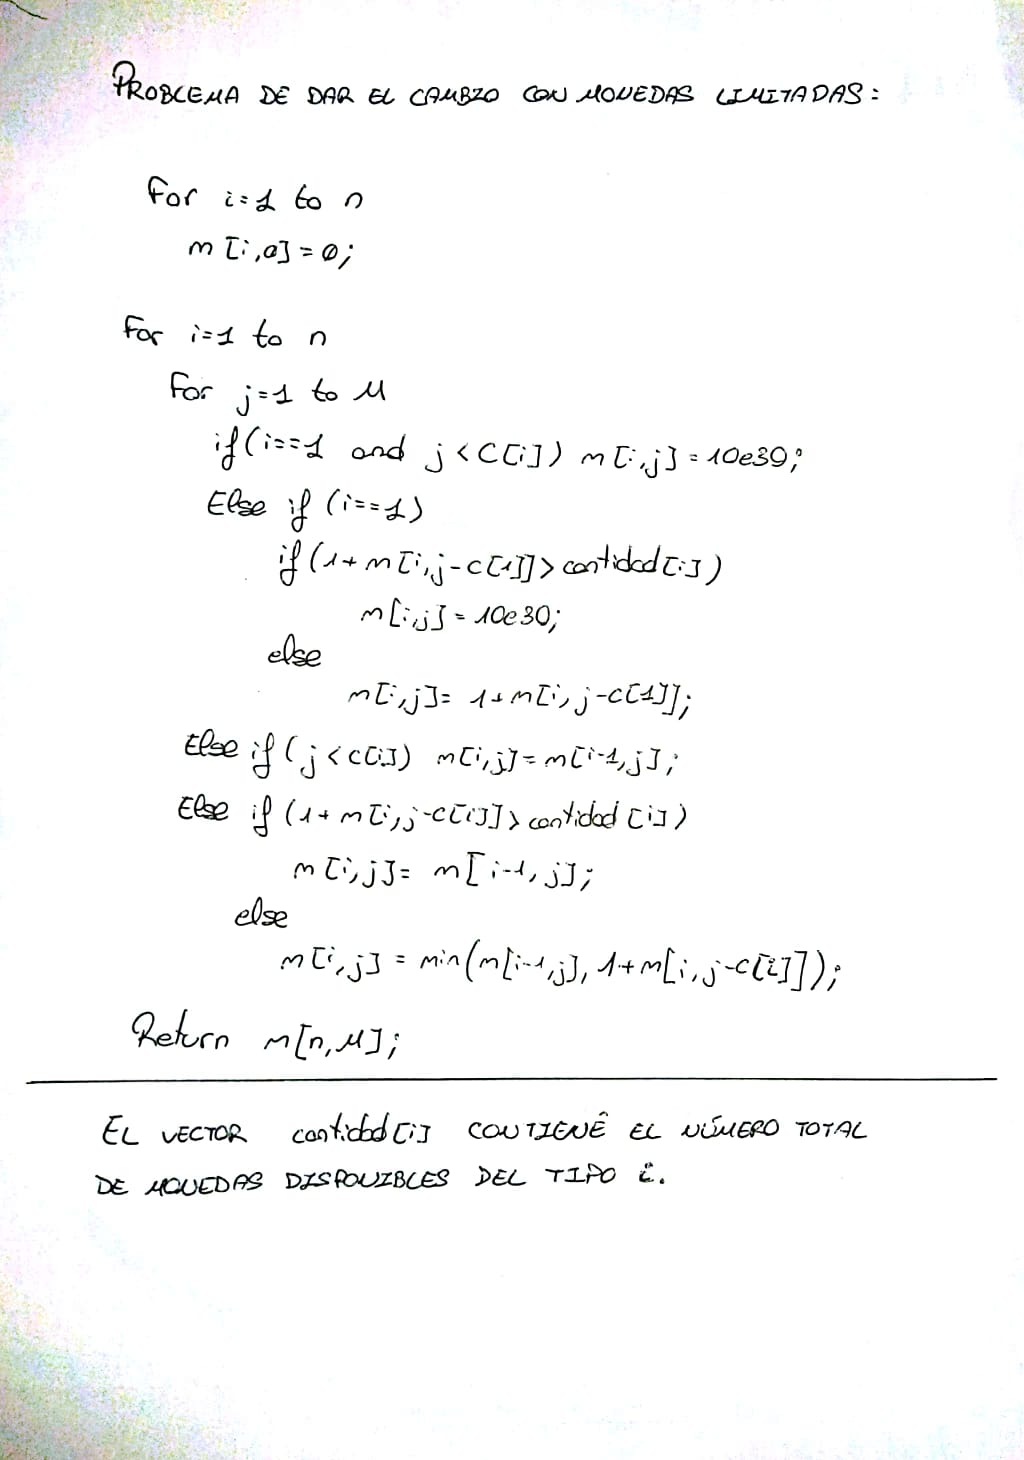 PROBLEMA DE DAR EL CAMBIO CON MONEDAS LIMITADAS:
For i=1 to n
m[i,0]=0;
For i=1 to n
For j=1 to M
if(i==1 and j<C[i]) m[i,j]=10e30;
Else if (i==1)
if(1+m[i,j-c[1]]>cantidad[i])
m[i,j]=10e30;
else
m[i,j]=1+m[i,j-c[1]];
Else if(j<c[i]) m[i,j]=m[i-1,j];
Else if (1+m[i,j-c[i]]>cantidad[i])
m[i,j]=m[i-1,j];
else
m[i,j]=min(m[i-1,j], 1+m[i,j-c[i]]);
Return m[n,M];
EL VECTOR cantidad[i] CONTIENE EL NÚMERO TOTAL
DE MONEDAS DISPONIBLES DEL TIPO i.